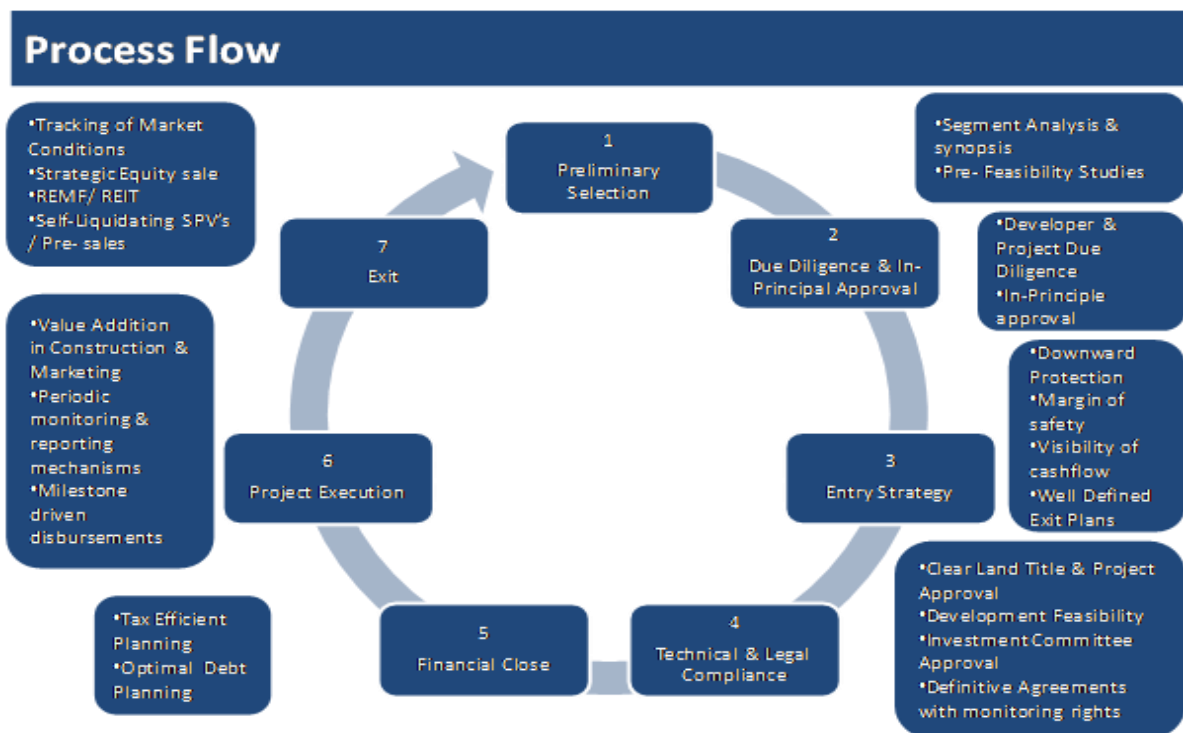 Process Flow
1
Preliminary
Selection
•Segment Analysis &
synopsis
•Pre- Feasibility Studies
2
Due Diligence & In-
Principal Approval
•Developer &
Project Due
Diligence
•In-Principle
approval
3
Entry Strategy
•Downward
Protection
•Margin of
safety
•Visibility of
cashflow
•Well Defined
Exit Plans
4
Technical & Legal
Compliance
•Clear Land Title & Project
Approval
•Development Feasibility
•Investment Committee
Approval
•Definitive Agreements
with monitoring rights
5
Financial Close
•Tax Efficient
Planning
•Optimal Debt
Planning
6
Project Execution
•Value Addition
in Construction &
Marketing
•Periodic
monitoring &
reporting
mechanisms
•Milestone
driven
disbursements
7
Exit
•Tracking of Market
Conditions
•Strategic Equity sale
•REMF/ REIT
•Self-Liquidating SPV's
/ Pre- sales